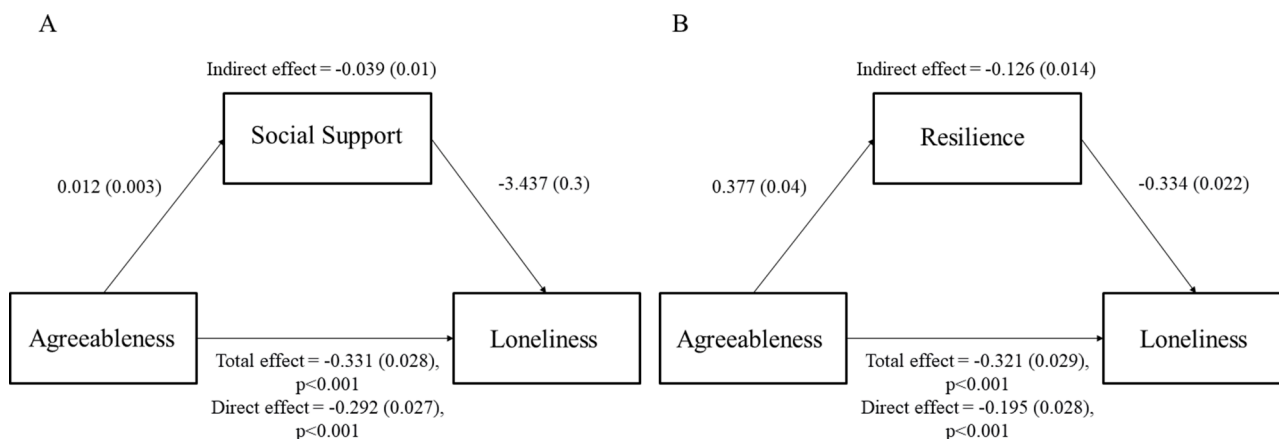 A
Indirect effect = -0.039 (0.01)
Social Support
0.012 (0.003)
-3.437 (0.3)
Agreeableness
Loneliness
Total effect = -0.331 (0.028),
p<0.001
Direct effect = -0.292 (0.027),
p<0.001
B
Indirect effect = -0.126 (0.014)
Resilience
0.377 (0.04)
-0.334 (0.022)
Agreeableness
Loneliness
Total effect = -0.321 (0.029),
p<0.001
Direct effect = -0.195 (0.028),
p<0.001